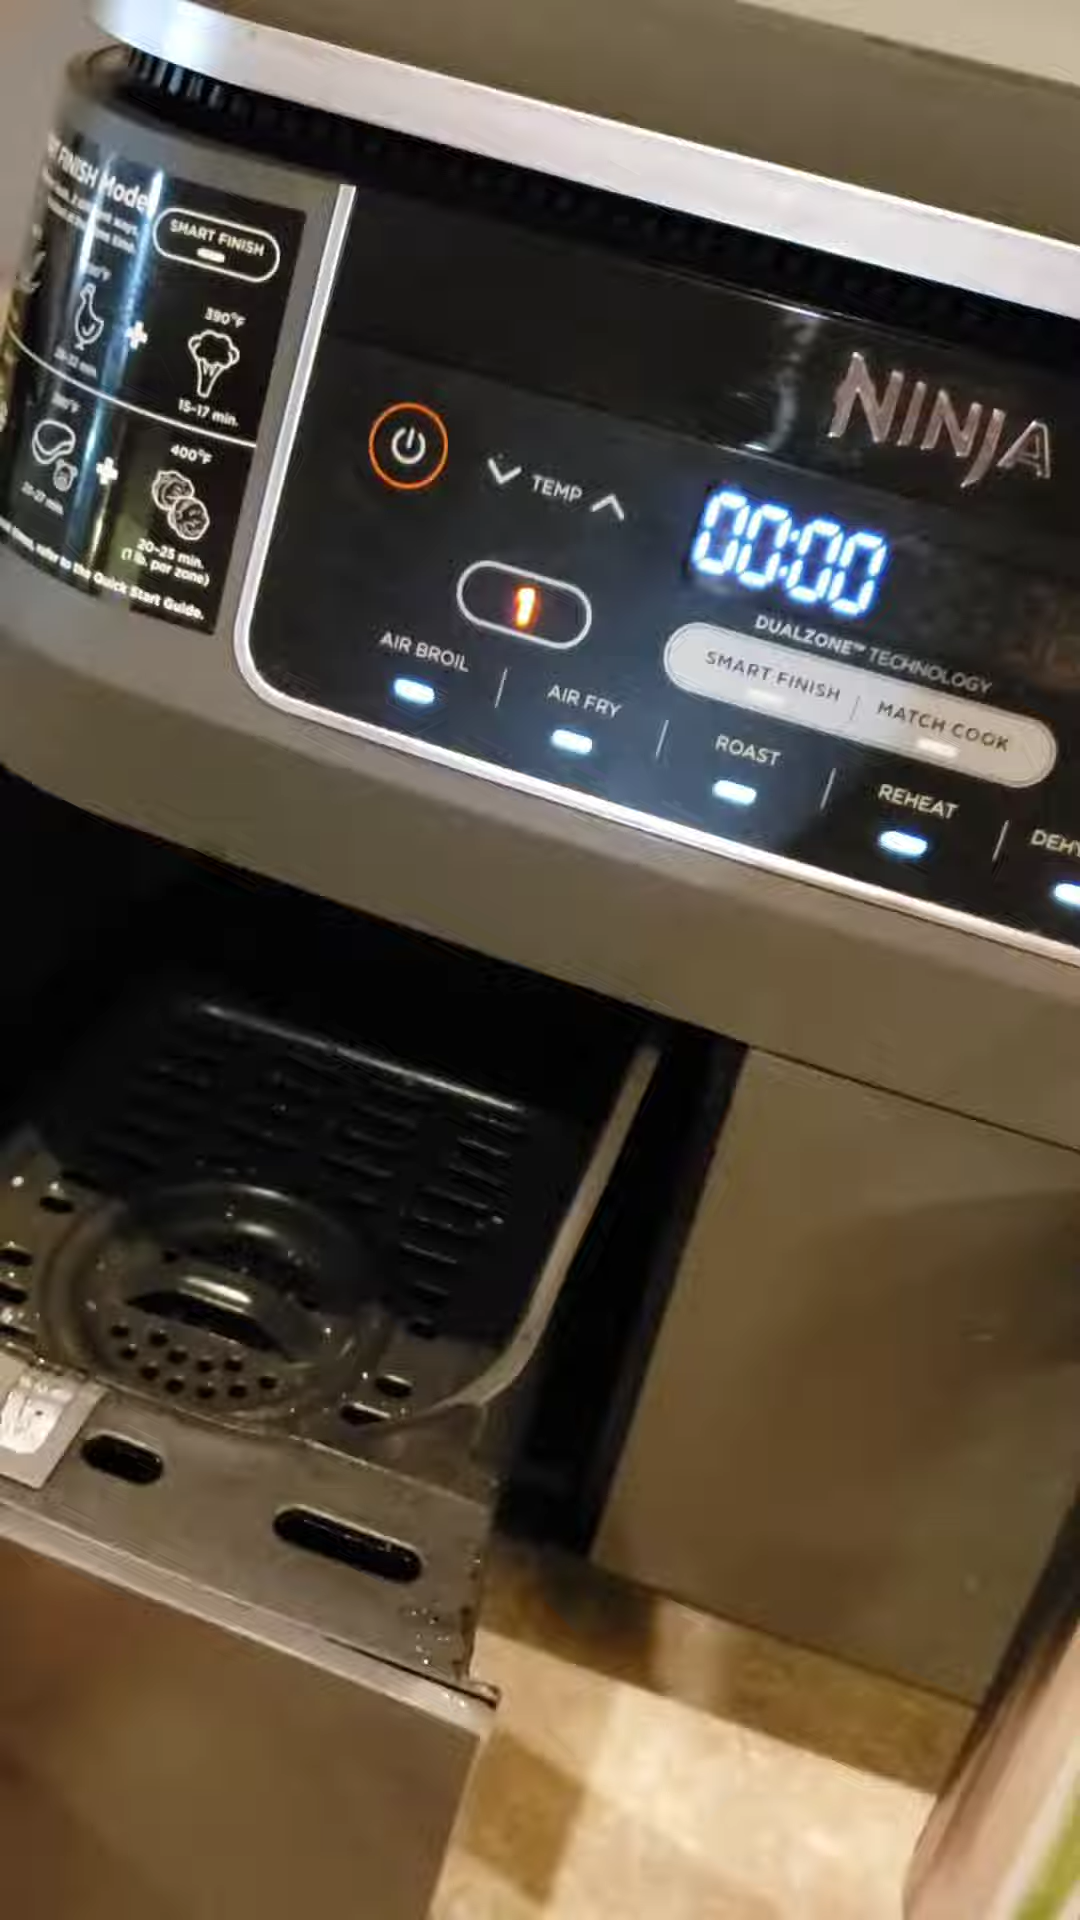 FINISH Mode
SMART FINISH
390°F
15-17 min.
400°F
20-25 min.
(1 lb. per zone)
refer to the Quick Start Guide.
NINJA
TEMP
00:00
1
DUALZONE™ TECHNOLOGY
SMART FINISH | MATCH COOK
AIR BROIL | AIR FRY | ROAST | REHEAT |